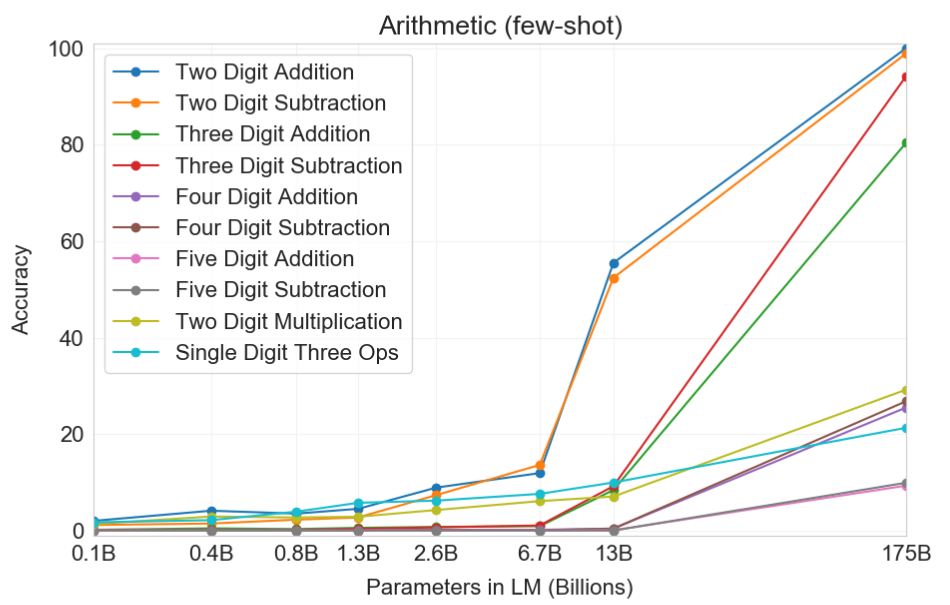 Arithmetic (few-shot)
100
80
60
40
20
0
Accuracy
Two Digit Addition
Two Digit Subtraction
Three Digit Addition
Three Digit Subtraction
Four Digit Addition
Four Digit Subtraction
Five Digit Addition
Five Digit Subtraction
Two Digit Multiplication
Single Digit Three Ops
0.1B 0.4B 0.8B 1.3B 2.6B 6.7B 13B 175B
Parameters in LM (Billions)